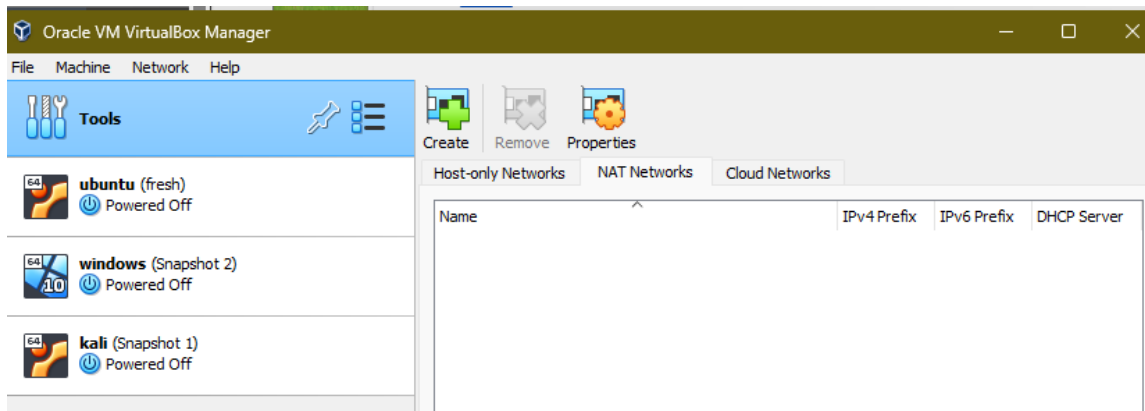 Oracle VM VirtualBox Manager
File Machine Network Help
Tools
Create Remove Properties
Host-only Networks NAT Networks Cloud Networks
Name IPv4 Prefix IPv6 Prefix DHCP Server
64
ubuntu (fresh)
Powered Off
64
10
windows (Snapshot 2)
Powered Off
64
kali (Snapshot 1)
Powered Off